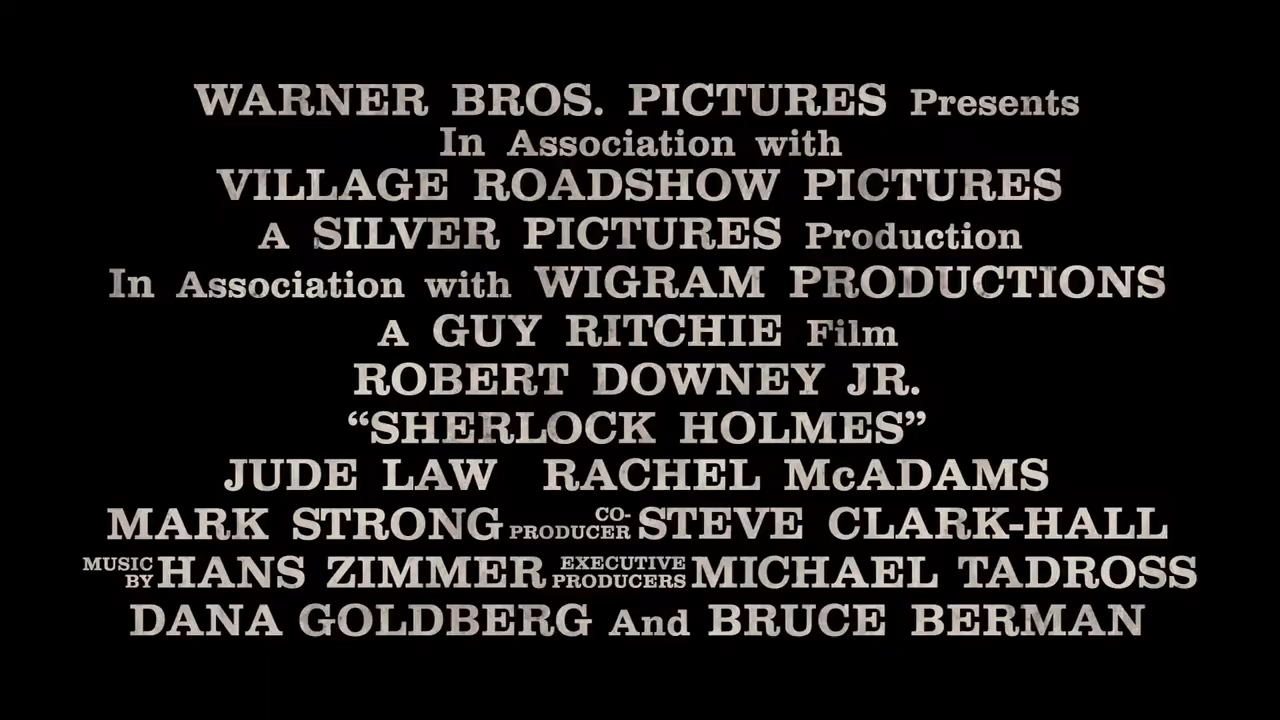 WARNER BROS. PICTURES Presents
In Association with
VILLAGE ROADSHOW PICTURES
A SILVER PICTURES Production
In Association with WIGRAM PRODUCTIONS
A GUY RITCHIE Film
ROBERT DOWNEY JR.
“SHERLOCK HOLMES”
JUDE LAW RACHEL McADAMS
MARK STRONG CO-PRODUCER STEVE CLARK-HALL
MUSIC BY HANS ZIMMER EXECUTIVE PRODUCERS MICHAEL TADROSS
DANA GOLDBERG And BRUCE BERMAN